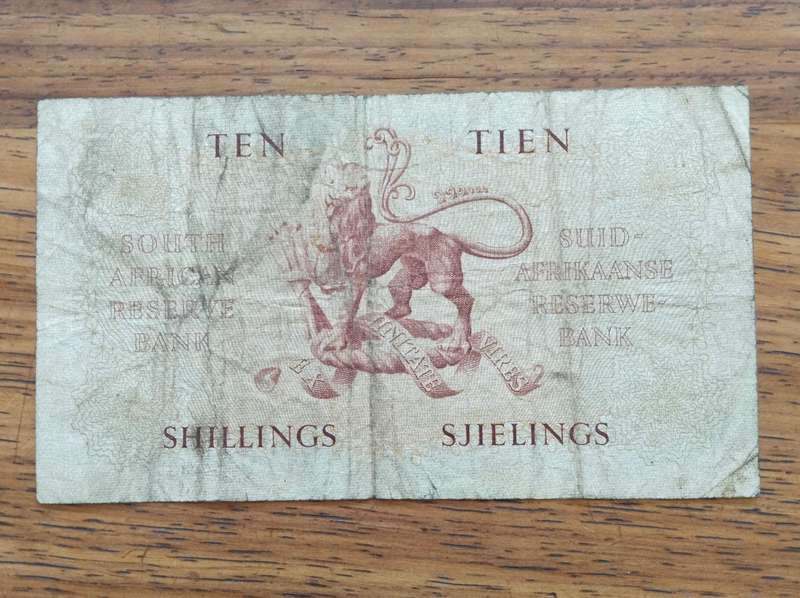 TEN TIEN
SOUTH
AFRICAN
RESERVE
BANK
SUID-
AFRIKAANSE
RESERWE-
BANK
EX UNITATE VIRES
SHILLINGS SJIELINGS